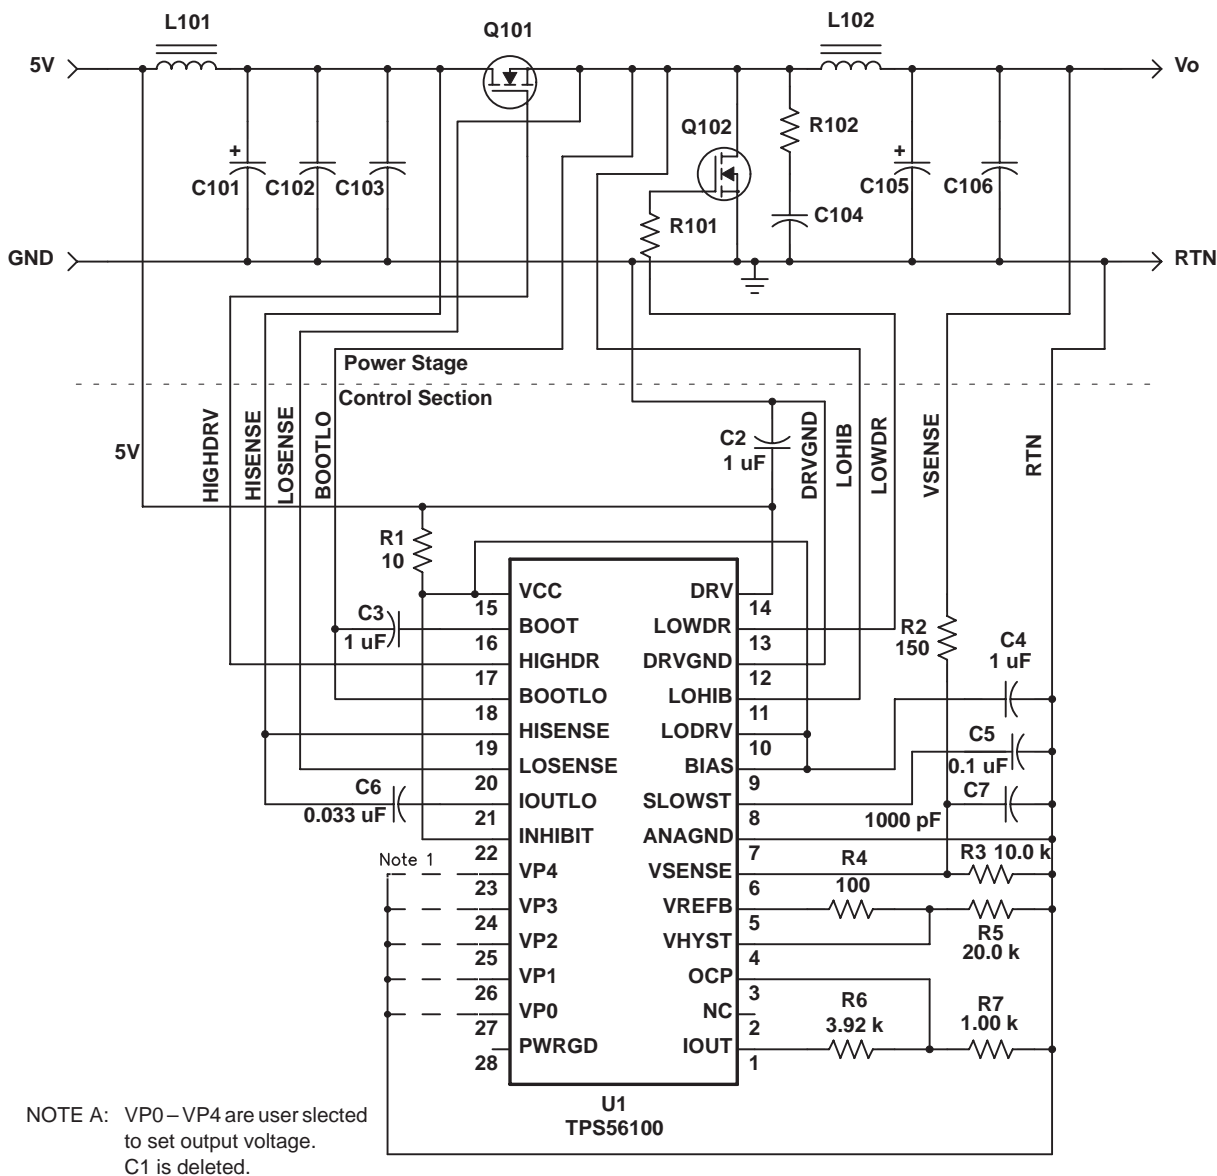 L101
Q101
L102
5V
Vo
Q102
R102
+
C101
C102
C103
+
C105
C106
R101
C104
GND
RTN
Power Stage
Control Section
5V
HIGHDRV
HISENSE
LOSENSE
BOOTLO
C2
1 uF
DRVGND
LOHIB
LOWDR
VSENSE
RTN
R1
10
VCC
DRV
15
14
C3
1 uF
BOOT
LOWDR
16
13
R2
150
C4
1 uF
HIGHDR
DRVGND
17
12
BOOTLO
LOHIB
18
11
HISENSE
LODRV
19
10
C5
0.1 uF
LOSENSE
BIAS
20
9
C6
0.033 uF
IOUTLO
SLOWST
21
8
C7
1000 pF
INHIBIT
ANAGND
22
7
Note 1
R4
100
R3 10.0 k
VP4
VSENSE
23
6
VP3
VREFB
24
5
R5
20.0 k
VP2
VHYST
25
4
VP1
OCP
26
3
R6
3.92 k
R7
1.00 k
VP0
NC
27
2
PWRGD
IOUT
28
1
U1
TPS56100
NOTE A: VP0 – VP4 are user slected
to set output voltage.
C1 is deleted.